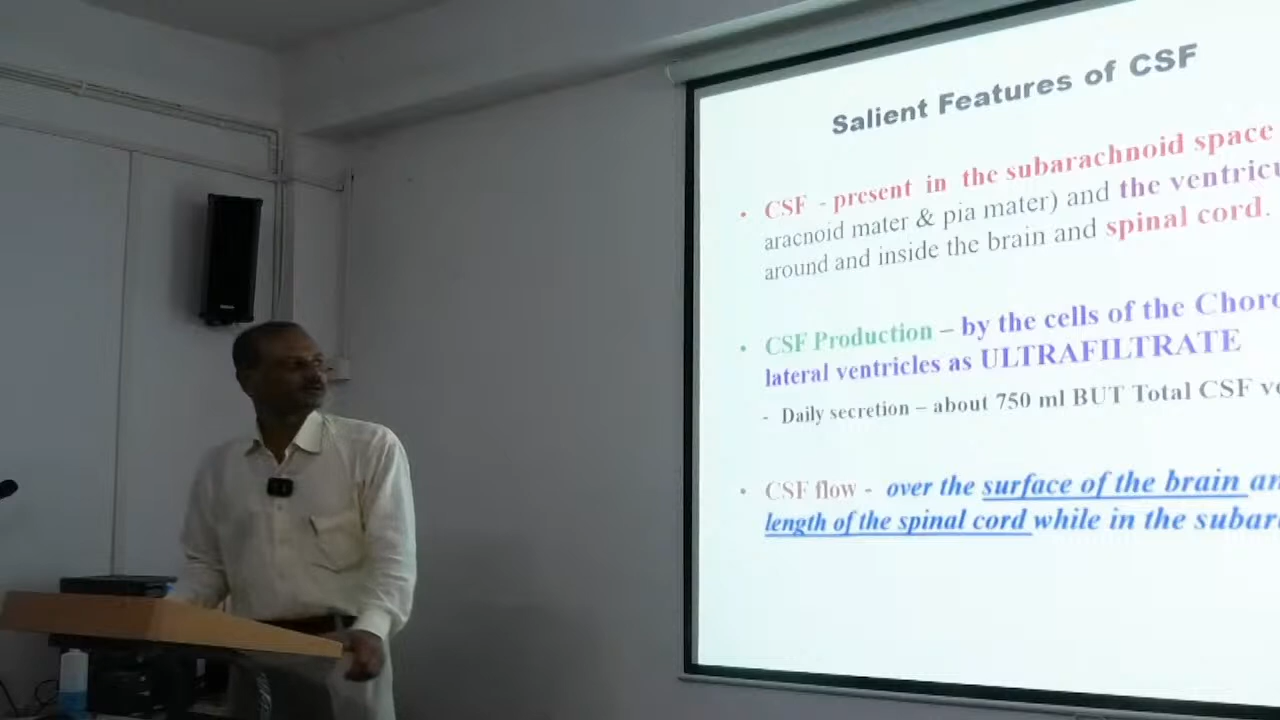 Salient Features of CSF
• CSF - present in the subarachnoid space
aracnoid mater & pia mater) and the ventricu
around and inside the brain and spinal cord.
• CSF Production – by the cells of the Choro
lateral ventricles as ULTRAFILTRATE
- Daily secretion – about 750 ml BUT Total CSF v
• CSF flow - over the surface of the brain an
length of the spinal cord while in the subar